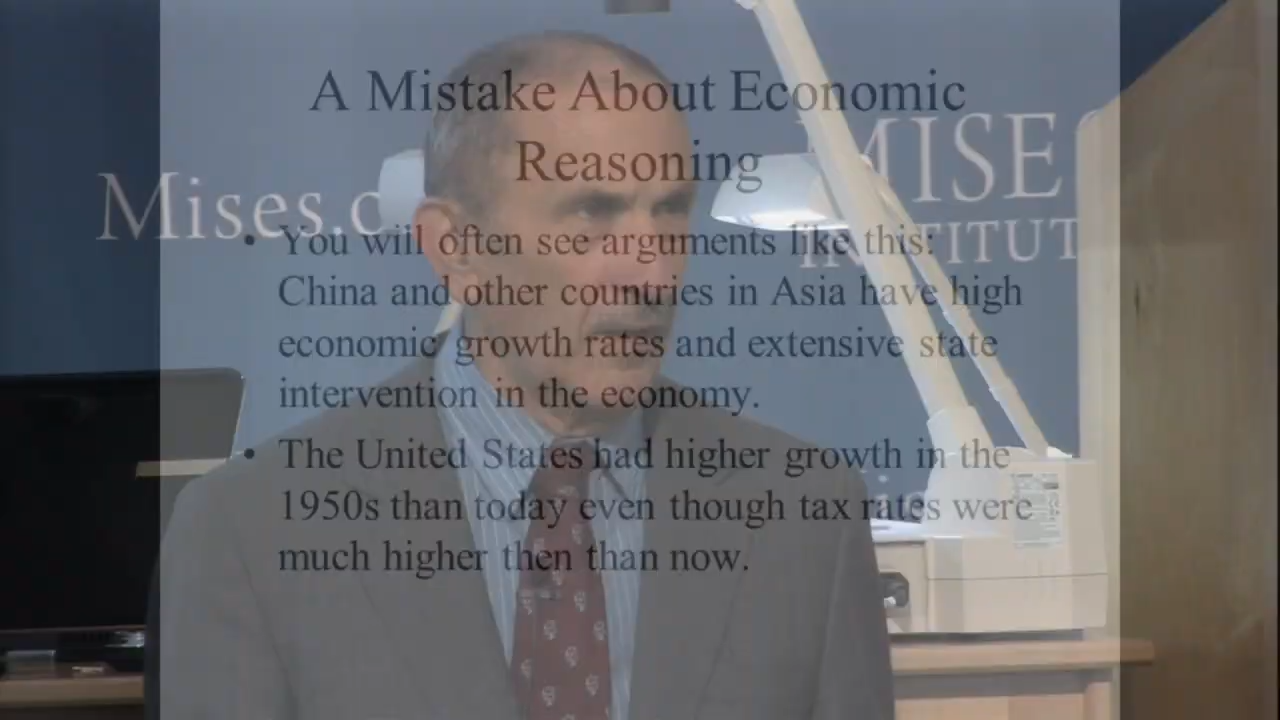 A Mistake About Economic
Reasoning
Mises.c
MISE
INSTITUT
• You will often see arguments like this:
China and other countries in Asia have high
economic growth rates and extensive state
intervention in the economy.
• The United States had higher growth in the
1950s than today even though tax rates were
much higher then than now.